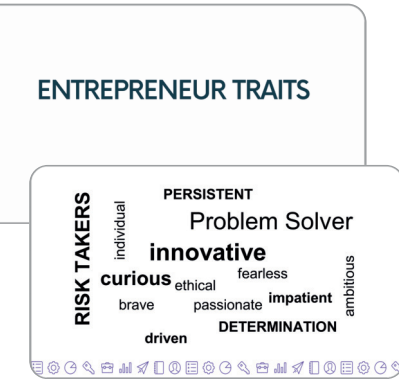 ENTREPRENEUR TRAITS
PERSISTENT
Problem Solver
RISK TAKERS
individual
innovative
curious
ethical
fearless
ambitious
brave
passionate
impatient
DETERMINATION
driven